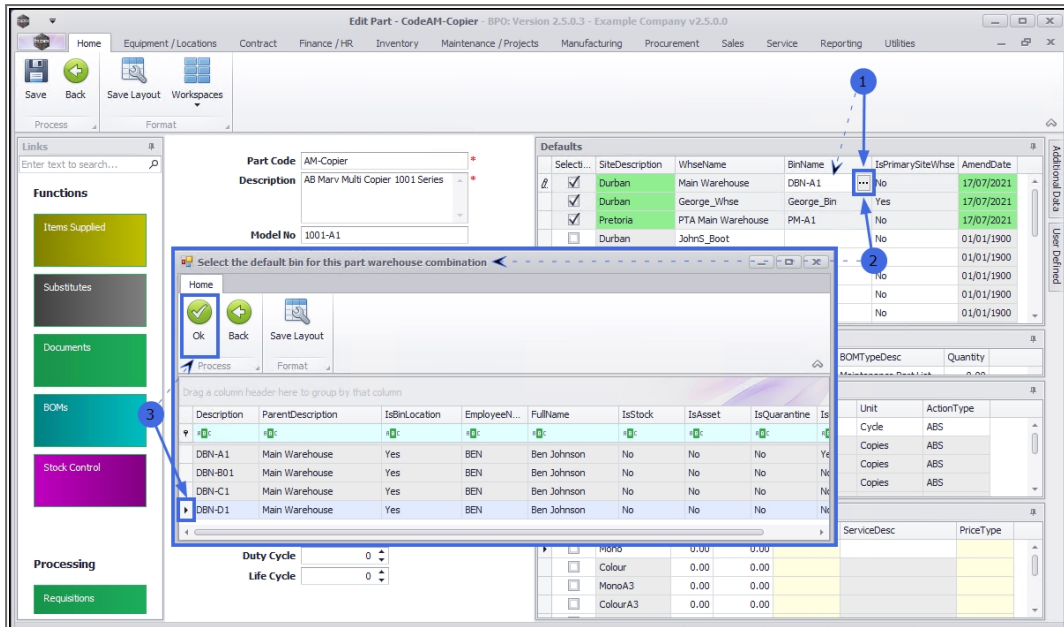 Edit Part - CodeAM-Copier - BPO: Version 2.5.0.3 - Example Company v2.5.0.0
Home Equipment / Locations Contract Finance / HR Inventory Maintenance / Projects Manufacturing Procurement Sales Service Reporting Utilities
Save Back Save Layout Workspaces
Process Format
1
Links
Enter text to search...
Functions
Items Supplied
Substitutes
Documents
BOMs
Stock Control
Processing
Requisitions
Part Code AM-Copier *
Description AB Marv Multi Copier 1001 Series *
Model No 1001-A1
Defaults
Selecti... SiteDescription WhseName BinName IsPrimarySiteWhse AmendDate
Durban Main Warehouse DBN-A1 ... No 17/07/2021
Durban George_Whse George_Bin Yes 17/07/2021
Pretoria PTA Main Warehouse PM-A1 No 17/07/2021
Durban JohnS_Boot No 01/01/1900
2
01/01/1900
No 01/01/1900
No 01/01/1900
No 01/01/1900
Additional Data
User Defined
Select the default bin for this part warehouse combination
Home
Ok Back Save Layout
Process Format
Drag a column header here to group by that column
Description ParentDescription IsBinLocation EmployeeN... FullName IsStock IsAsset IsQuarantine Is
DBN-A1 Main Warehouse Yes BEN Ben Johnson No No No Ye
DBN-B01 Main Warehouse Yes BEN Ben Johnson No No No No
DBN-C1 Main Warehouse Yes BEN Ben Johnson No No No No
DBN-D1 Main Warehouse Yes BEN Ben Johnson No No No No
3
BOMTypeDesc Quantity
Maintenance Part List 0.00
Unit ActionType
Cycle ABS
Copies ABS
Copies ABS
Copies ABS
ServiceDesc PriceType
Duty Cycle 0
Life Cycle 0
Mono 0.00 0.00
Colour 0.00 0.00
MonoA3 0.00 0.00
ColourA3 0.00 0.00